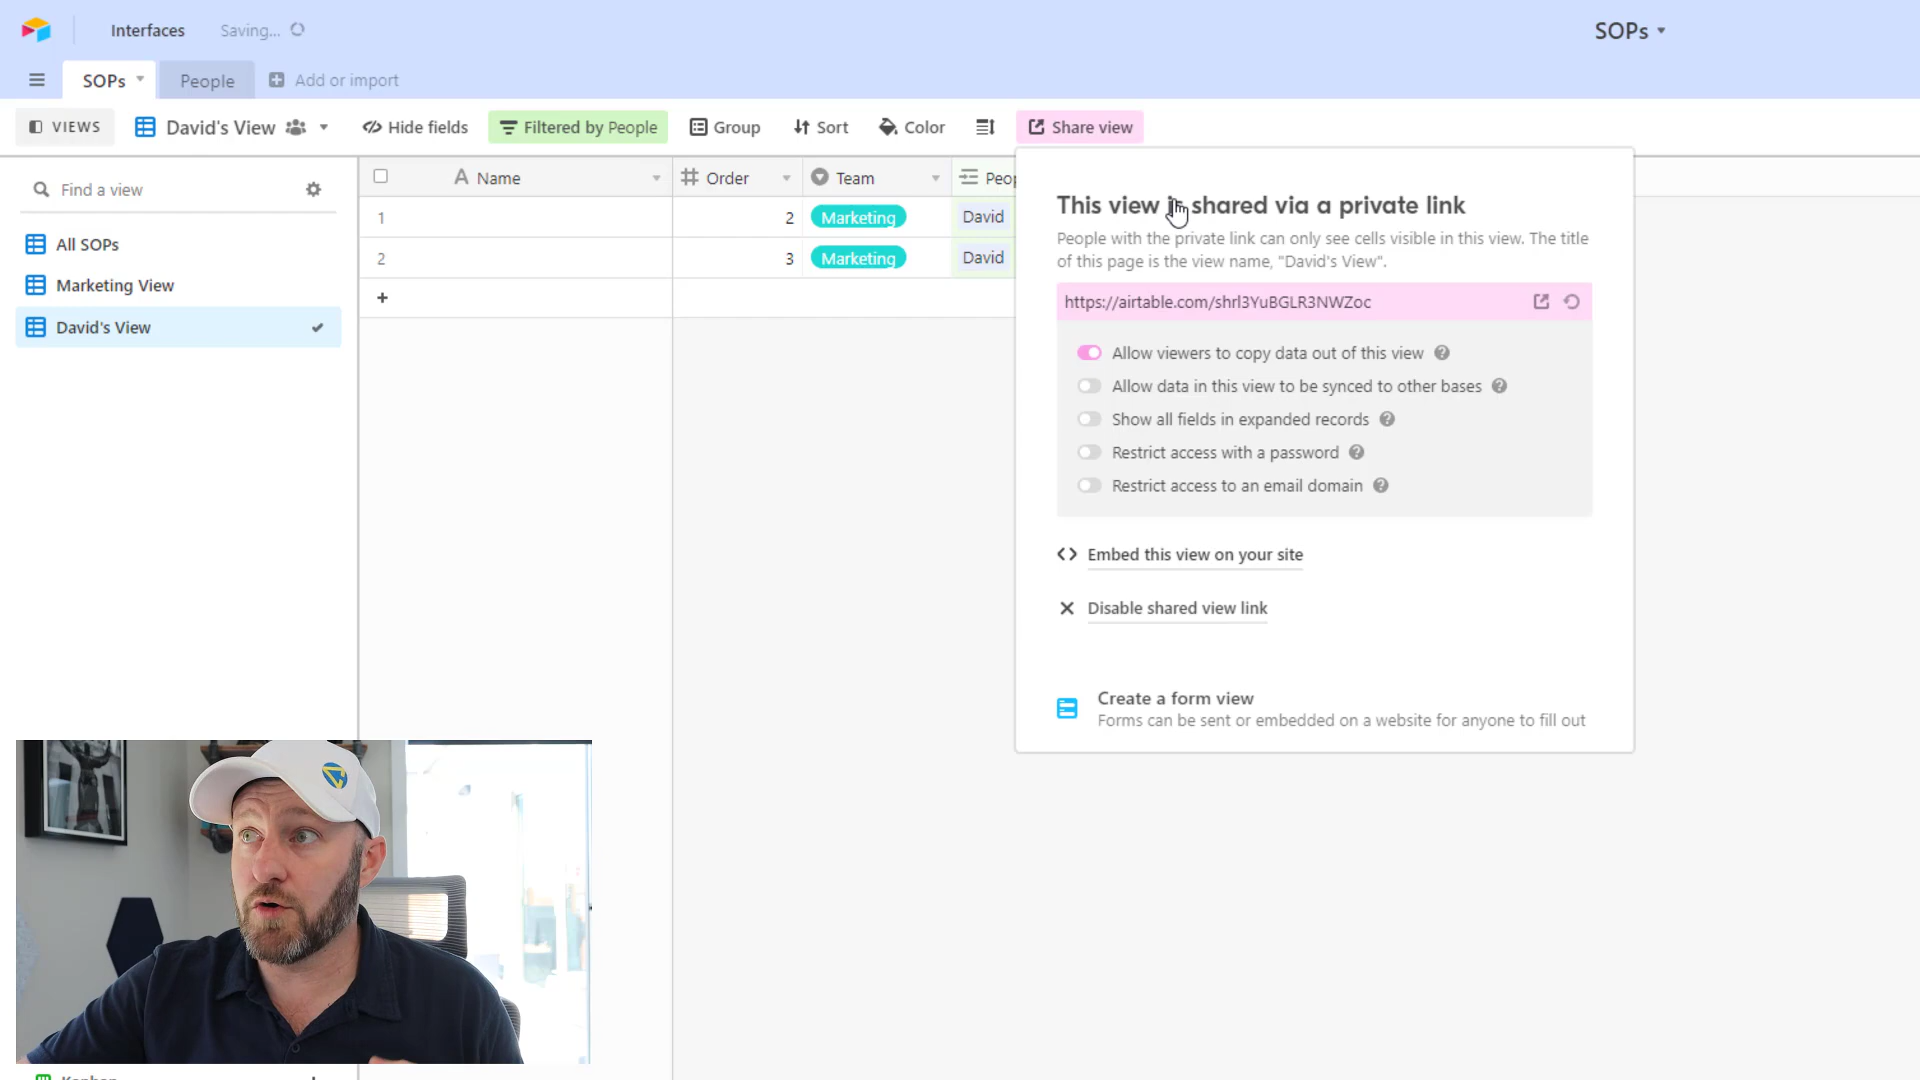 Interfaces
Saving...
SOPs
SOPs
People
Add or import
VIEWS
David's View
Hide fields
Filtered by People
Group
Sort
Color
Share view
Find a view
All SOPs
Marketing View
David's View
Name
Order
Team
Peo
1
2
Marketing
David
2
3
Marketing
David
+
This view is shared via a private link
People with the private link can only see cells visible in this view. The title
of this page is the view name, "David's View".
https://airtable.com/shrl3YuBGLR3NWZoc
Allow viewers to copy data out of this view
Allow data in this view to be synced to other bases
Show all fields in expanded records
Restrict access with a password
Restrict access to an email domain
Embed this view on your site
Disable shared view link
Create a form view
Forms can be sent or embedded on a website for anyone to fill out